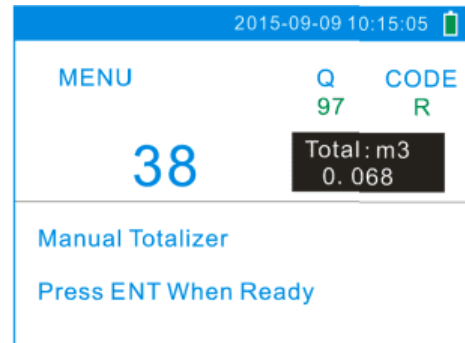 2015-09-09 10:15:05
MENU Q CODE
97 R
38
Total: m3
0. 068
Manual Totalizer
Press ENT When Ready